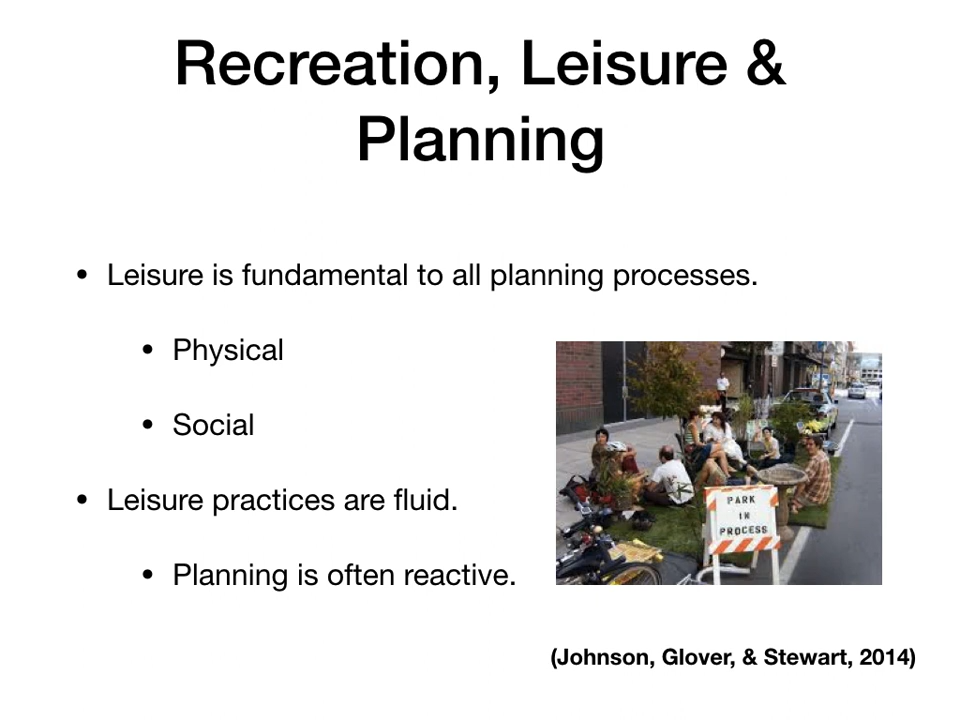 Recreation, Leisure &
Planning
• Leisure is fundamental to all planning processes.
• Physical
• Social
• Leisure practices are fluid.
• Planning is often reactive.
PARK
IN
PROCESS
(Johnson, Glover, & Stewart, 2014)